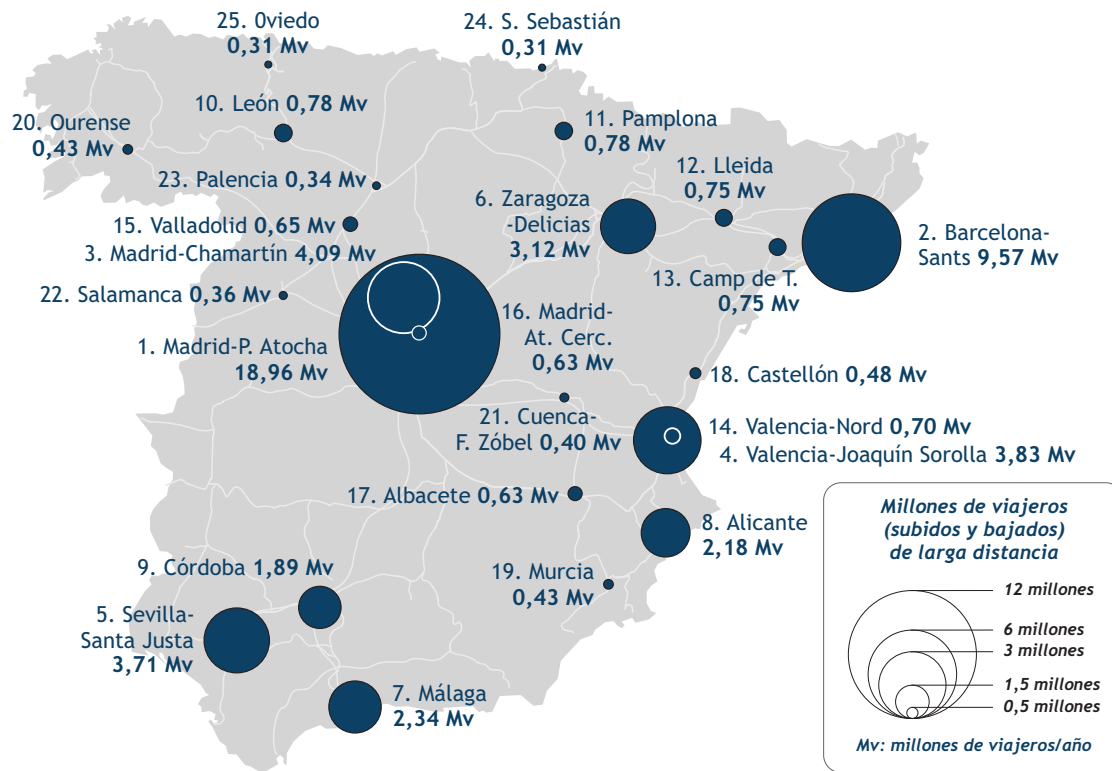 25. Oviedo
0,31 Mv
24. S. Sebastián
0,31 Mv
10. León 0,78 Mv
20. Ourense
0,43 Mv
11. Pamplona
0,78 Mv
12. Lleida
0,75 Mv
23. Palencia 0,34 Mv
6. Zaragoza
-Delicias
3,12 Mv
15. Valladolid 0,65 Mv
2. Barcelona-
Sants 9,57 Mv
3. Madrid-Chamartín 4,09 Mv
13. Camp de T.
0,75 Mv
22. Salamanca 0,36 Mv
16. Madrid-
At. Cerc.
0,63 Mv
1. Madrid-P. Atocha
18,96 Mv
18. Castellón 0,48 Mv
21. Cuenca-
F. Zóbel 0,40 Mv
14. Valencia-Nord 0,70 Mv
4. Valencia-Joaquín Sorolla 3,83 Mv
17. Albacete 0,63 Mv
8. Alicante
2,18 Mv
9. Córdoba 1,89 Mv
19. Murcia
0,43 Mv
5. Sevilla-
Santa Justa
3,71 Mv
7. Málaga
2,34 Mv
Millones de viajeros
(subidos y bajados)
de larga distancia
12 millones
6 millones
3 millones
1,5 millones
0,5 millones
Mv: millones de viajeros/año